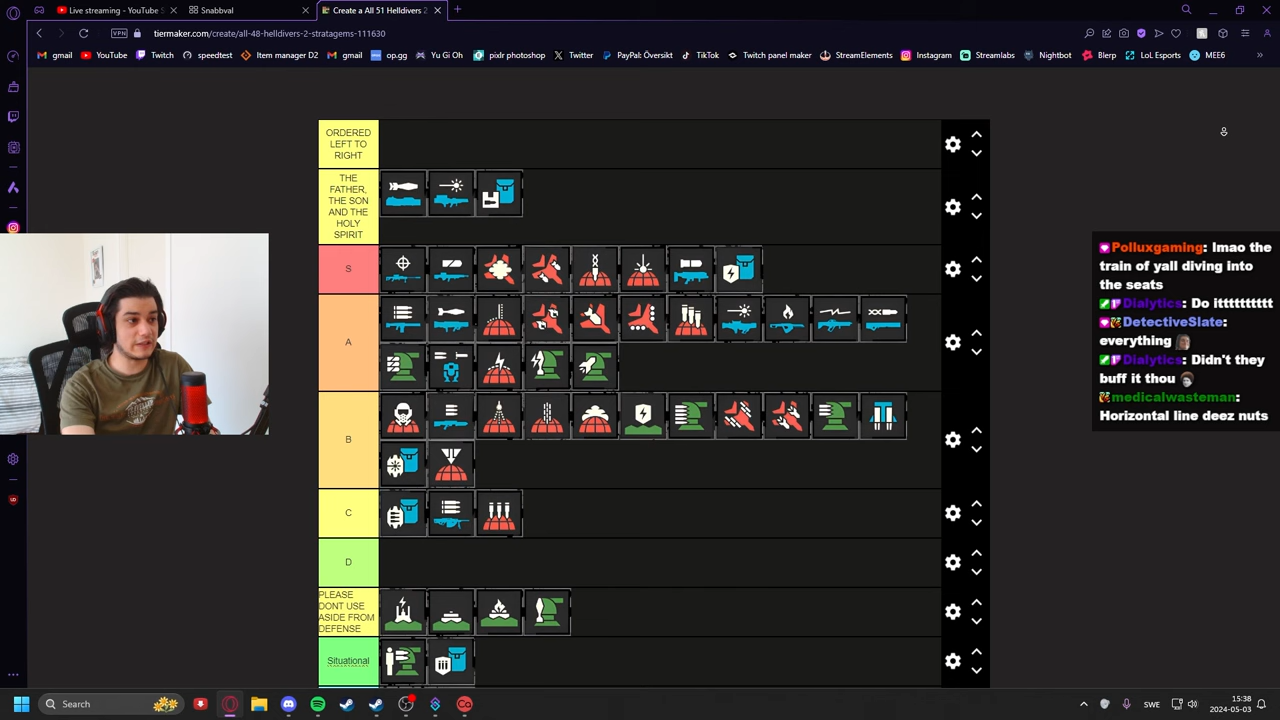 Live streaming - YouTube S
Snabbval
Create a All 51 Helldivers 2
VPN
tiermaker.com/create/all-48-helldivers-2-stratagems-111630
gmail
YouTube
Twitch
speedtest
Item manager D2
gmail
op.gg
Yu Gi Oh
pixlr photoshop
Twitter
PayPal: Översikt
TikTok
Twitch panel maker
StreamElements
Instagram
Streamlabs
Nightbot
Blerp
LoL Esports
MEE6
ORDERED
LEFT TO
RIGHT
THE
FATHER,
THE SON
AND THE
HOLY
SPIRIT
S
A
B
C
D
PLEASE
DONT USE
ASIDE FROM
DEFENSE
Situational
Polluxgaming: lmao the
train of yall diving into
the seats
Dialytics: Do itttttttttt
DetectiveSlate:
everything
Dialytics: Didn't they
buff it thou
medicalwasteman:
Horizontal line deez nuts
Search
SWE
15:38
2024-05-03